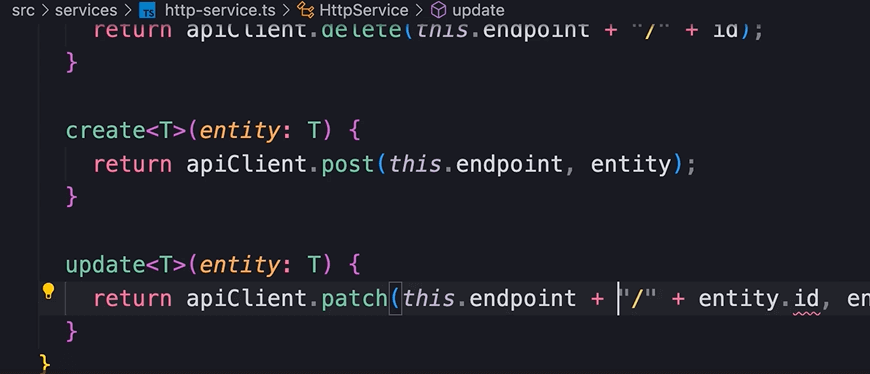 src > services > TS http-service.ts > HttpService > update
return apiClient.delete(this.endpoint + "/" + id);
}
create<T>(entity: T) {
return apiClient.post(this.endpoint, entity);
}
update<T>(entity: T) {
return apiClient.patch(this.endpoint + "/" + entity.id, en
}
}